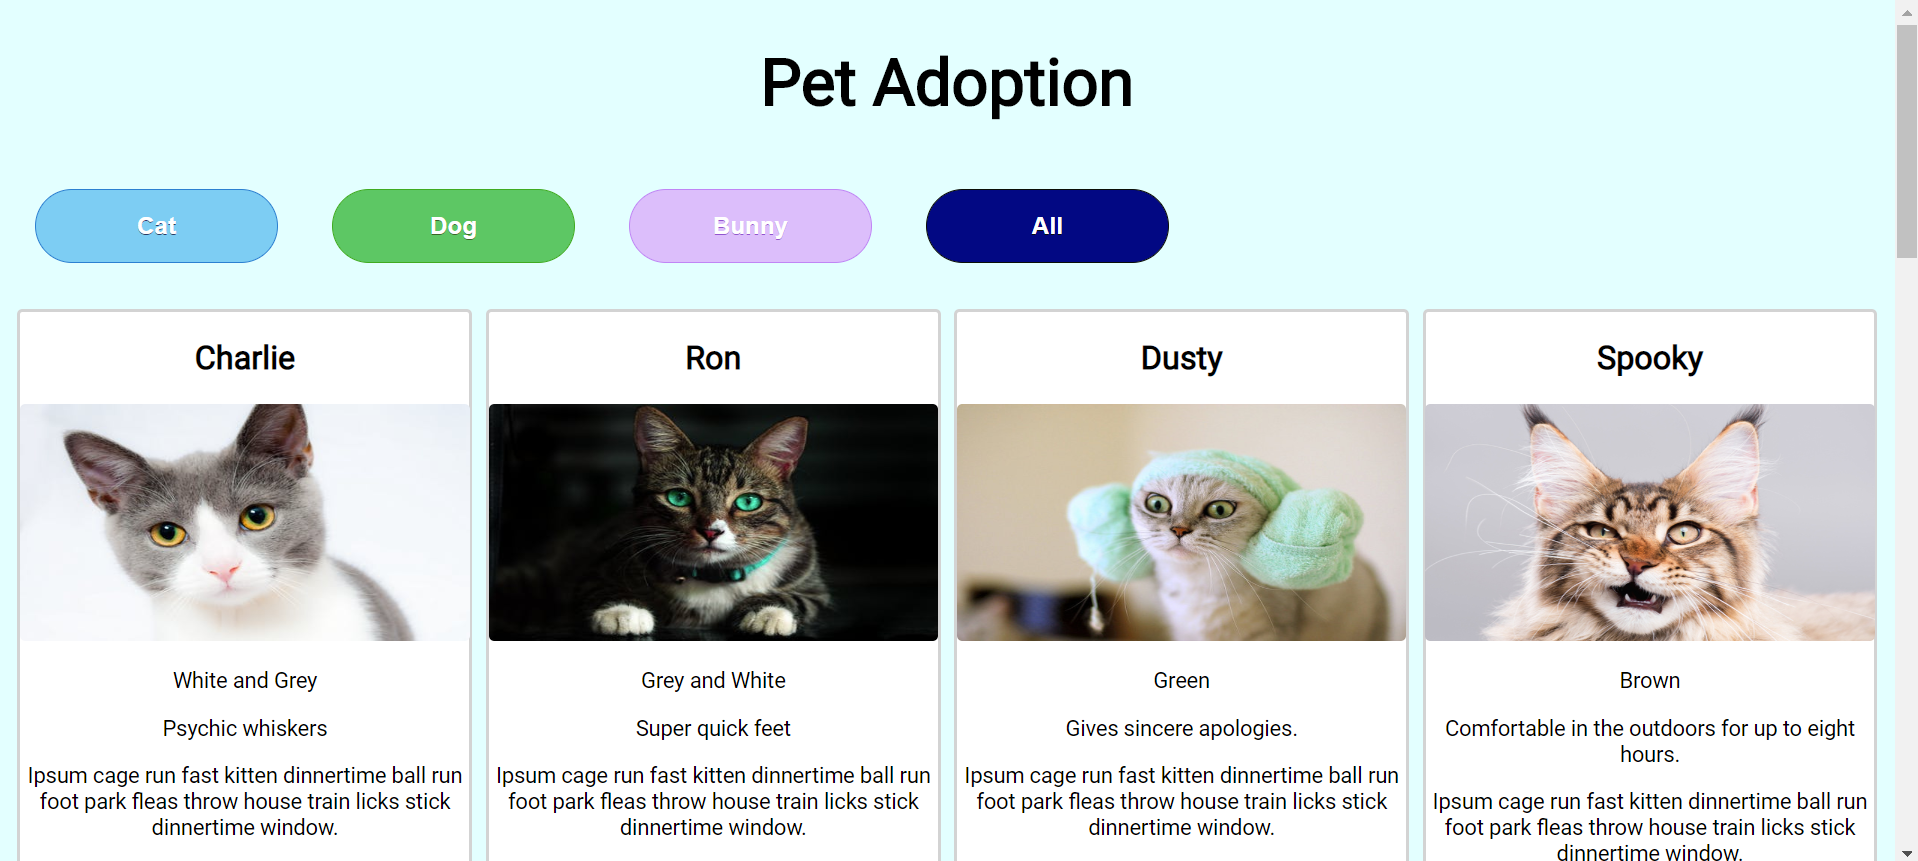 Pet Adoption
Cat
Dog
Bunny
All
Charlie
White and Grey
Psychic whiskers
Ipsum cage run fast kitten dinnertime ball run
foot park fleas throw house train licks stick
dinnertime window.
Ron
Grey and White
Super quick feet
Ipsum cage run fast kitten dinnertime ball run
foot park fleas throw house train licks stick
dinnertime window.
Dusty
Green
Gives sincere apologies.
Ipsum cage run fast kitten dinnertime ball run
foot park fleas throw house train licks stick
dinnertime window.
Spooky
Brown
Comfortable in the outdoors for up to eight
hours.
Ipsum cage run fast kitten dinnertime ball run
foot park fleas throw house train licks stick
dinnertime window.